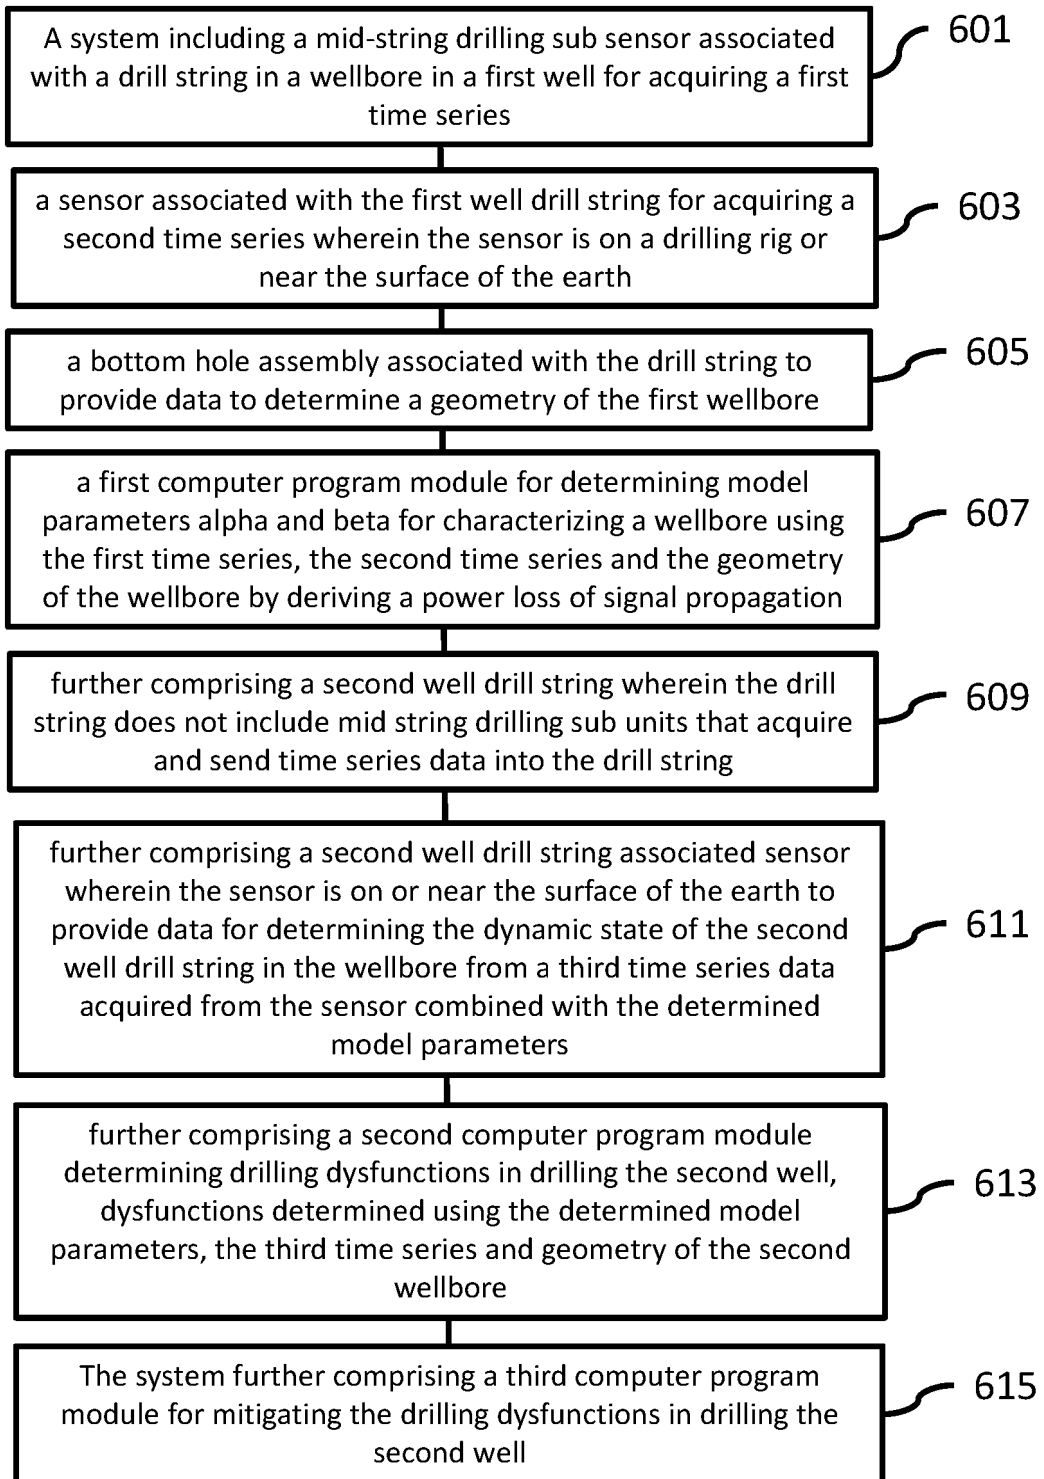 A system including a mid-string drilling sub sensor associated
with a drill string in a wellbore in a first well for acquiring a first
time series
601
a sensor associated with the first well drill string for acquiring a
second time series wherein the sensor is on a drilling rig or
near the surface of the earth
603
a bottom hole assembly associated with the drill string to
provide data to determine a geometry of the first wellbore
605
a first computer program module for determining model
parameters alpha and beta for characterizing a wellbore using
the first time series, the second time series and the geometry
of the wellbore by deriving a power loss of signal propagation
607
further comprising a second well drill string wherein the drill
string does not include mid string drilling sub units that acquire
and send time series data into the drill string
609
further comprising a second well drill string associated sensor
wherein the sensor is on or near the surface of the earth to
provide data for determining the dynamic state of the second
well drill string in the wellbore from a third time series data
acquired from the sensor combined with the determined
model parameters
611
further comprising a second computer program module
determining drilling dysfunctions in drilling the second well,
dysfunctions determined using the determined model
parameters, the third time series and geometry of the second
wellbore
613
The system further comprising a third computer program
module for mitigating the drilling dysfunctions in drilling the
second well
615